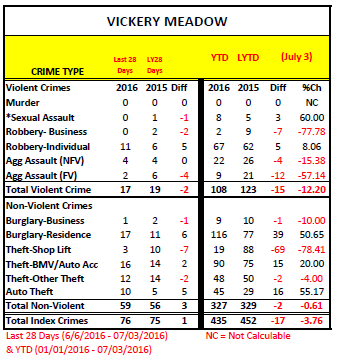 VICKERY MEADOW
Last 28 Days LY28 Days YTD LYTD (July 3)
CRIME TYPE
Violent Crimes 2016 2015 Diff 2016 2015 Diff %Ch
Murder 0 0 0 0 0 0 NC
*Sexual Assault 0 1 -1 8 5 3 60.00
Robbery- Business 0 2 -2 2 9 -7 -77.78
Robbery-Individual 11 6 5 67 62 5 8.06
Agg Assault (NFV) 4 4 0 22 26 -4 -15.38
Agg Assault (FV) 2 6 -4 9 21 -12 -57.14
Total Violent Crime 17 19 -2 108 123 -15 -12.20
Non-Violent Crimes
Burglary-Business 1 2 -1 9 10 -1 -10.00
Burglary-Residence 17 11 6 116 77 39 50.65
Theft-Shop Lift 3 10 -7 19 88 -69 -78.41
Theft-BMV/Auto Acc 16 14 2 90 75 15 20.00
Theft-Other Theft 12 14 -2 48 50 -2 -4.00
Auto Theft 10 5 5 45 29 16 55.17
Total Non-Violent 59 56 3 327 329 -2 -0.61
Total Index Crimes 76 75 1 435 452 -17 -3.76
Last 28 Days (6/6/2016 - 07/03/2016) NC = Not Calculable
& YTD (01/01/2016 - 07/03/2016)